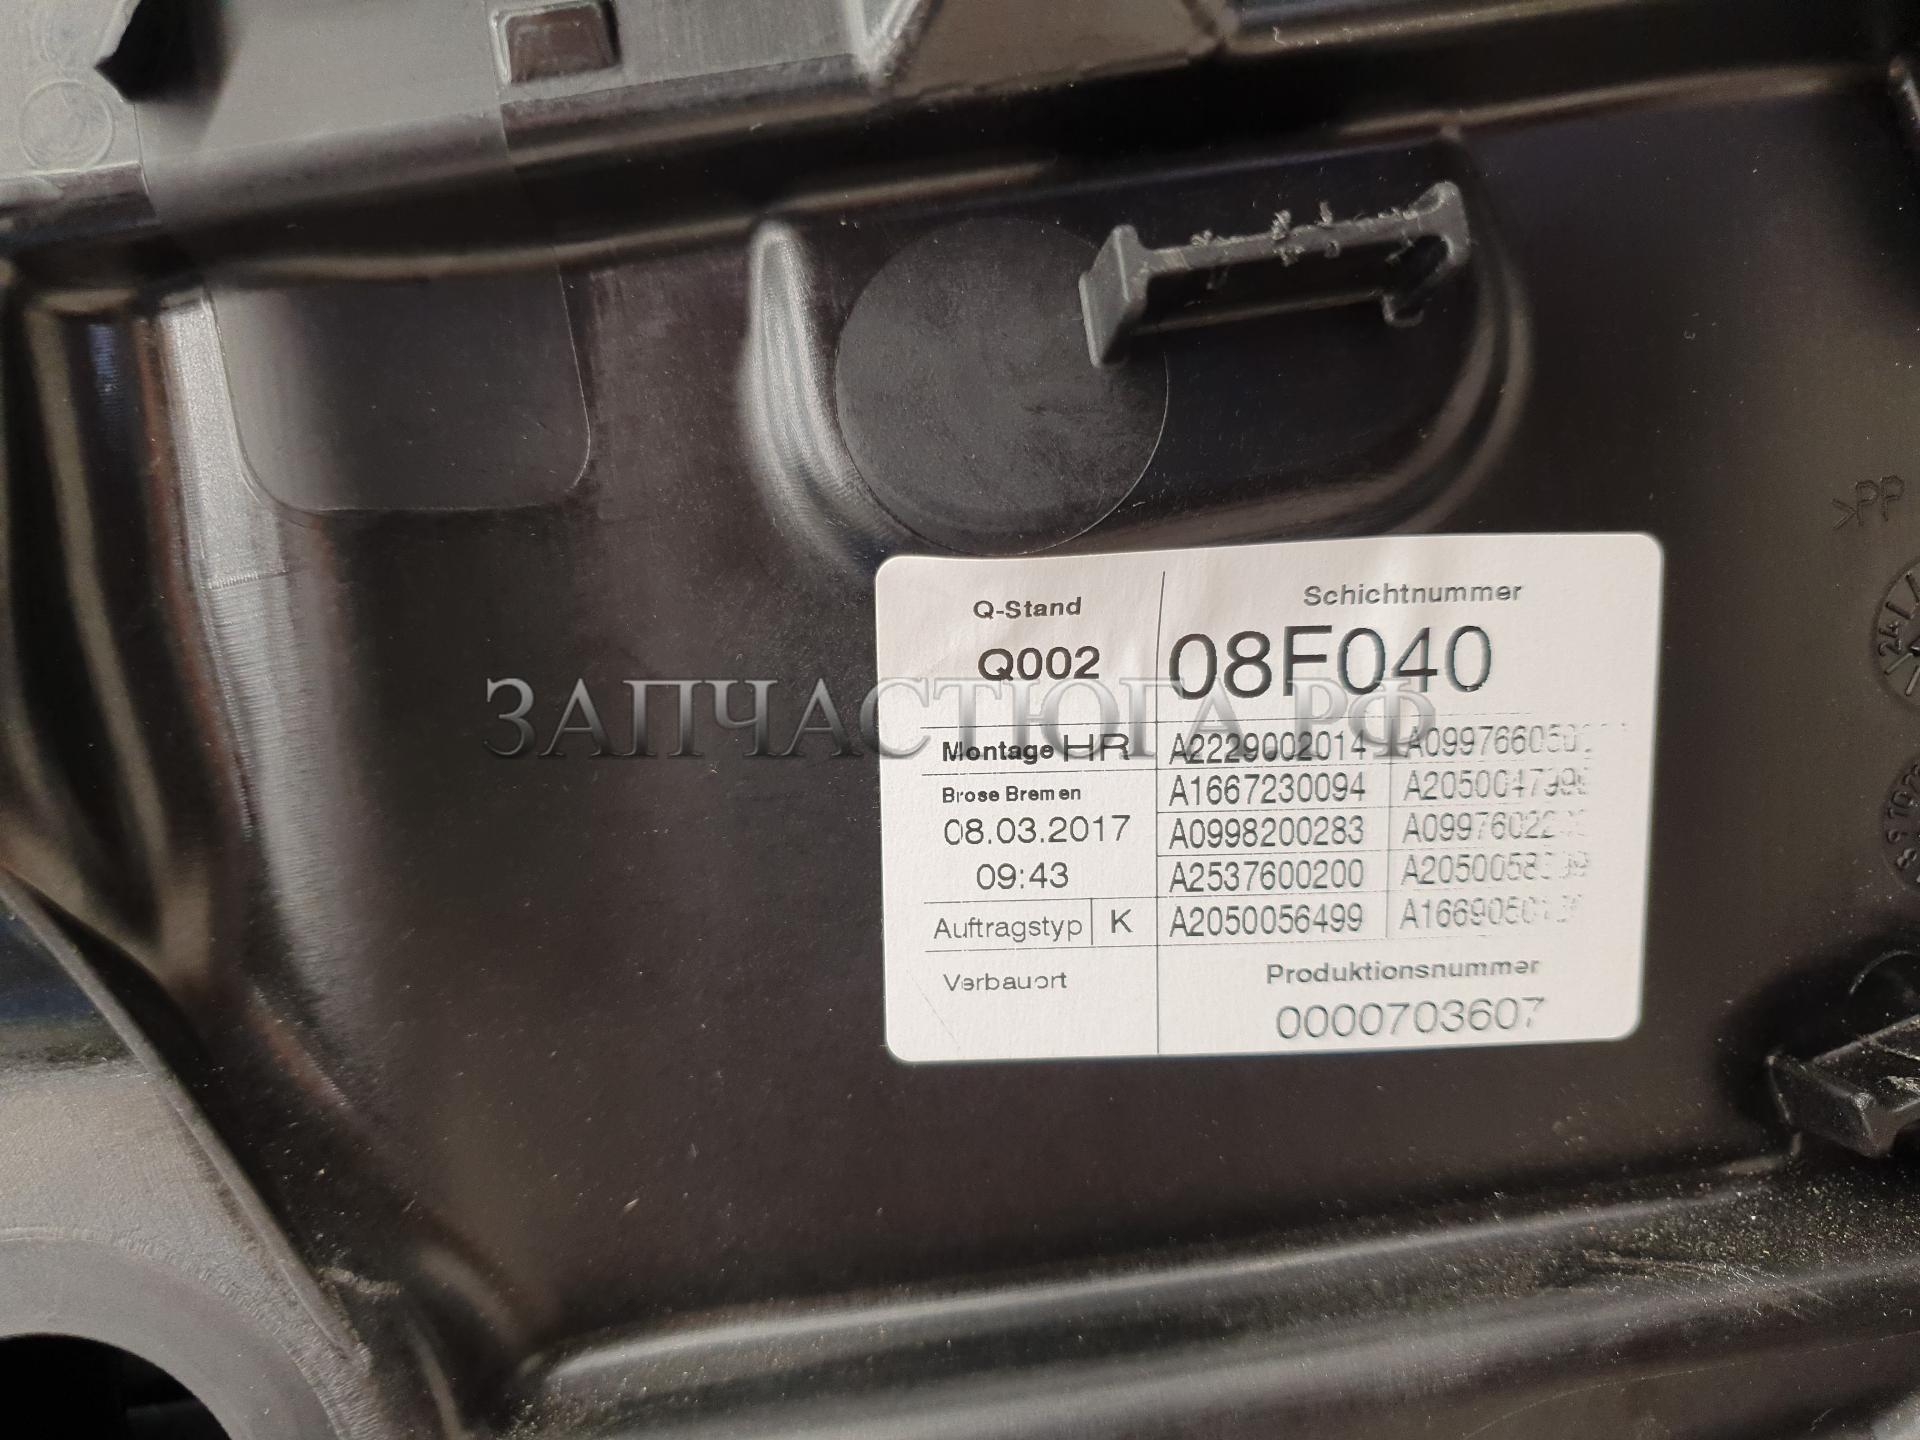 >PP
Q-Stand
Schichtnummer
Q002
08F040
ЗАПЧАСТЮГА.РФ
Montage HR
A2229002014
Brose Bremen
A1667230094
08.03.2017
A0998200283
09:43
A2537600200
Auftragstyp K
A2050056499
Verbauort
Produktionsnummer
0000703607